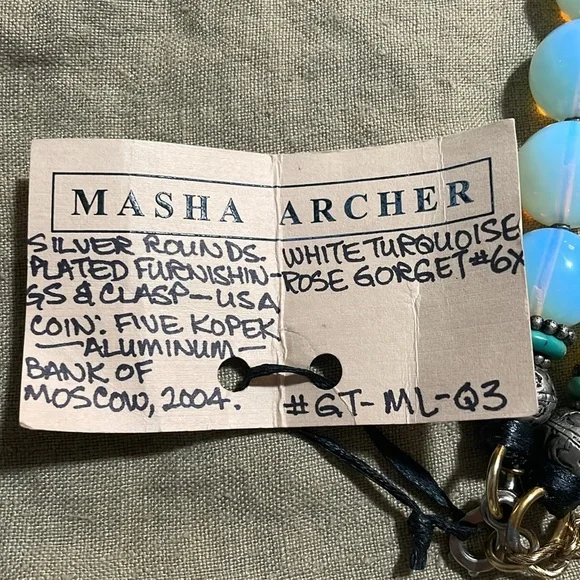 MASHA ARCHER
SILVER ROUNDS.
PLATED FURNISHIN-
GS & CLASP—USA
COIN: FIVE KOPEK
—ALUMINUM—
BANK OF
MOSCOW, 2004.
WHITE TURQUOISE
ROSE GORGET #6X
#GT-ML-Q3